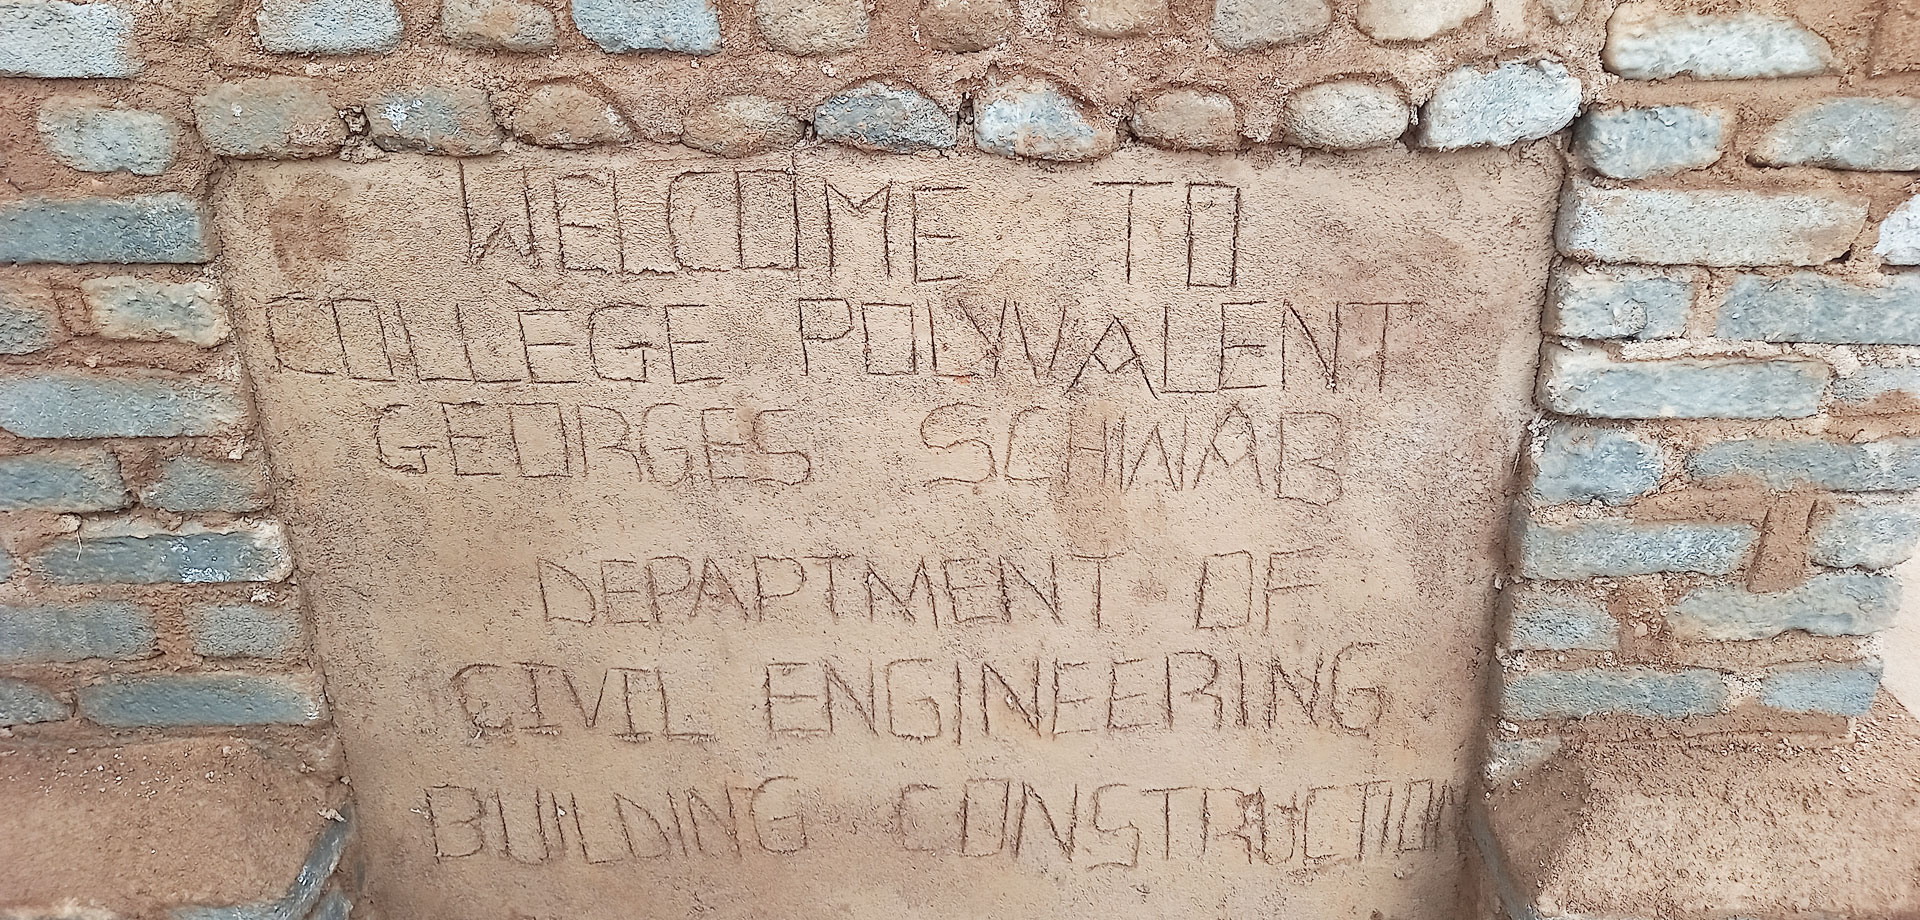 WELCOME TO
COLLÈGE POLYVALENT
GEORGES SCHWAB
DEPAPTMENT OF
CIVIL ENGINEERING
BUILDING CONSTRUCTION